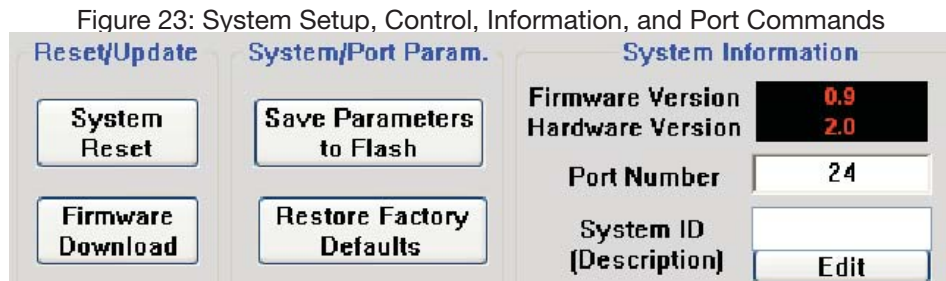 Figure 23: System Setup, Control, Information, and Port Commands
Reset/Update
System/Port Param.
System Information
System
Reset
Save Parameters
to Flash
Firmware Version 0.9
Hardware Version 2.0
Port Number 24
Firmware
Download
Restore Factory
Defaults
System ID
(Description)
Edit